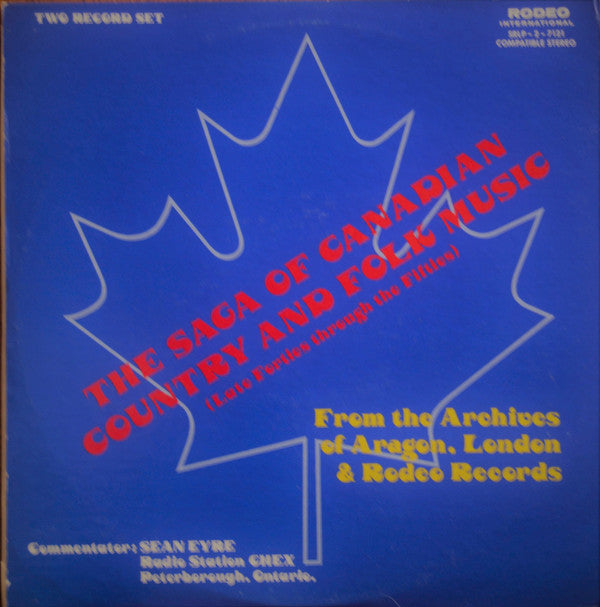 TWO RECORD SET
RODEO
INTERNATIONAL
SRLP - 2 - 7121
COMPATIBLE STEREO
THE SAGA OF CANADIAN
COUNTRY AND FOLK MUSIC
(Late Forties through the Fifties)
From the Archives
of Aragon, London
& Rodeo Records
Commentator: SEAN EYRE
Radio Station CHEX
Peterborough, Ontario.